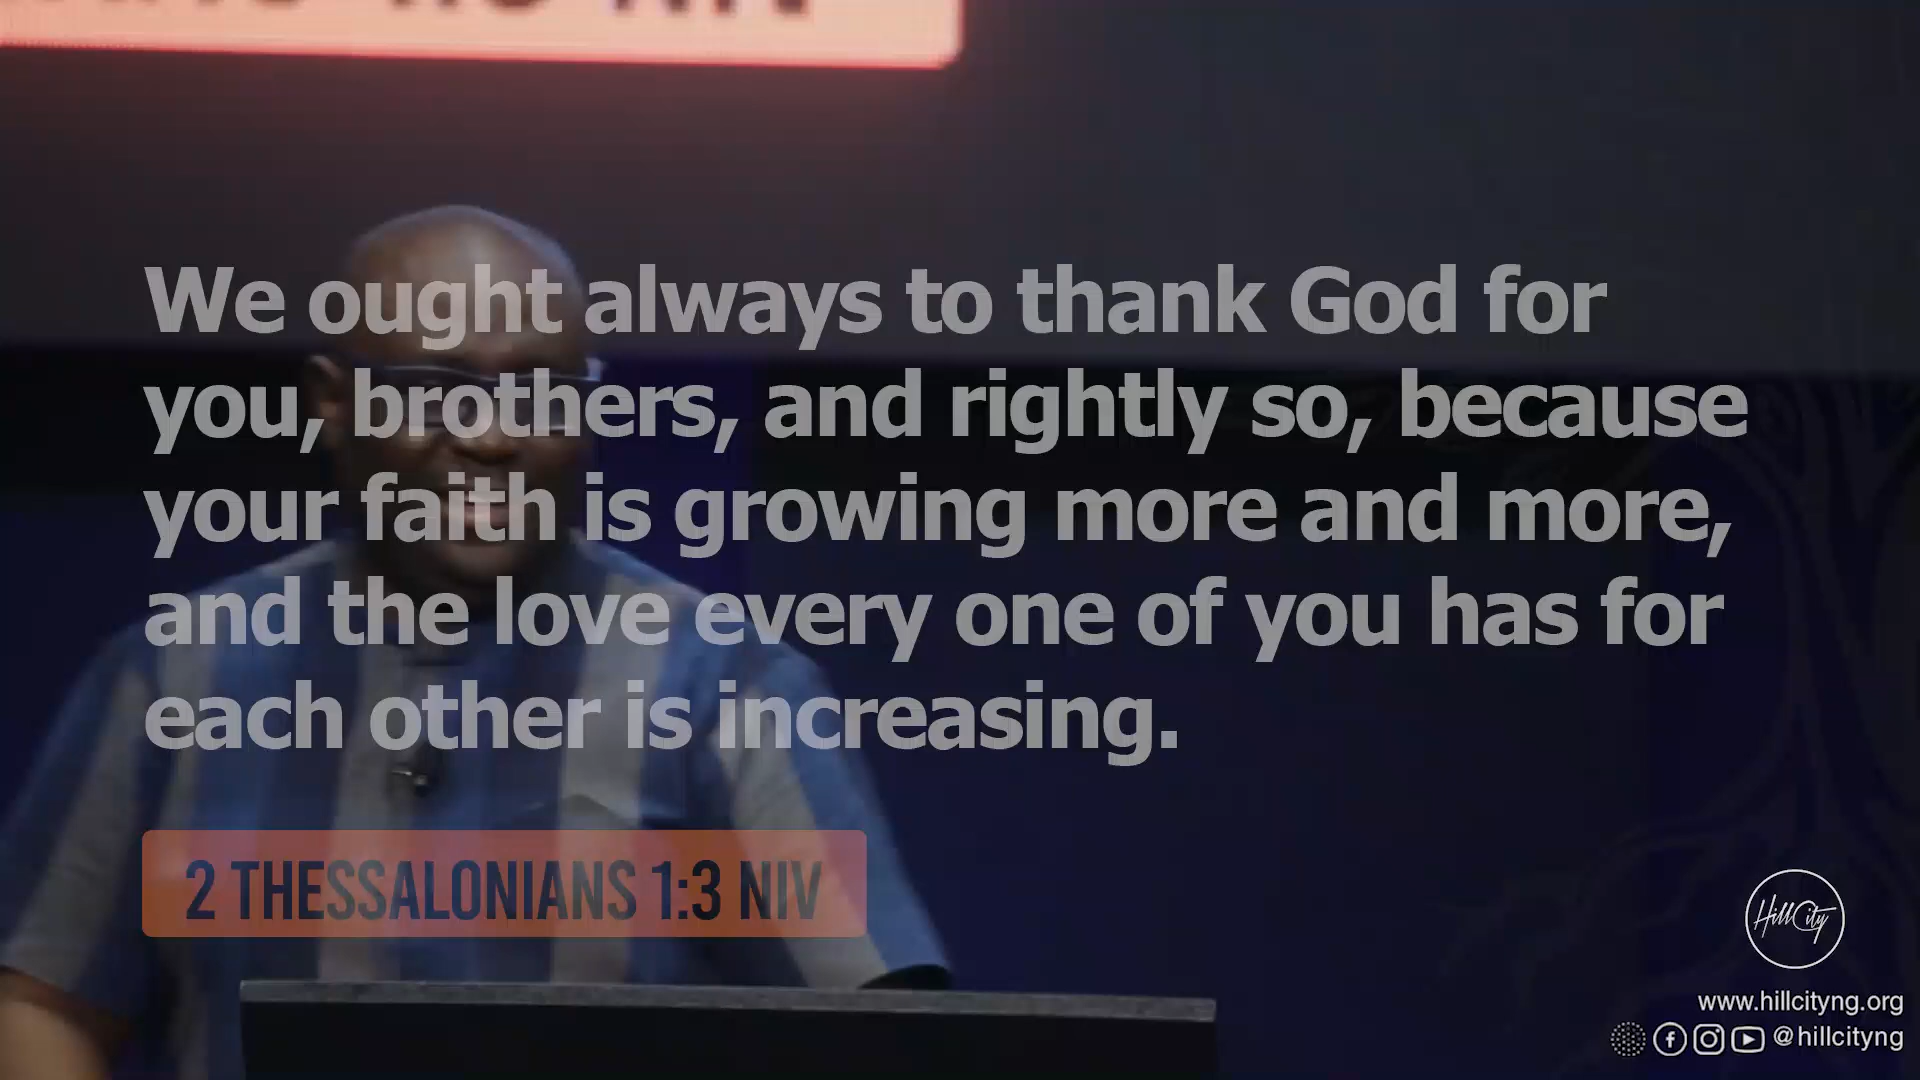 We ought always to thank God for
you, brothers, and rightly so, because
your faith is growing more and more,
and the love every one of you has for
each other is increasing.
2 THESSALONIANS 1:3 NIV
HillCity
www.hillcityng.org
@hillcityng